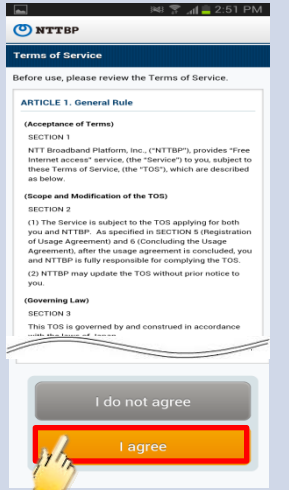 2:51 PM
NTTBP
Terms of Service
Before use, please review the Terms of Service.
ARTICLE 1. General Rule
(Acceptance of Terms)
SECTION 1
NTT Broadband Platform, Inc., ("NTTBP"), provides "Free
Internet access" service, (the "Service") to you, subject to
these Terms of Service, (the "TOS"), which are described
as below.
(Scope and Modification of the TOS)
SECTION 2
(1) The Service is subject to the TOS applying for both
you and NTTBP. As specified in SECTION 5 (Registration
of Usage Agreement) and 6 (Concluding the Usage
Agreement), after the usage agreement is concluded, you
and NTTBP is fully responsible for complying the TOS.
(2) NTTBP may update the TOS without prior notice to
you.
(Governing Law)
SECTION 3
This TOS is governed by and construed in accordance
with the laws of Japan
I do not agree
I agree